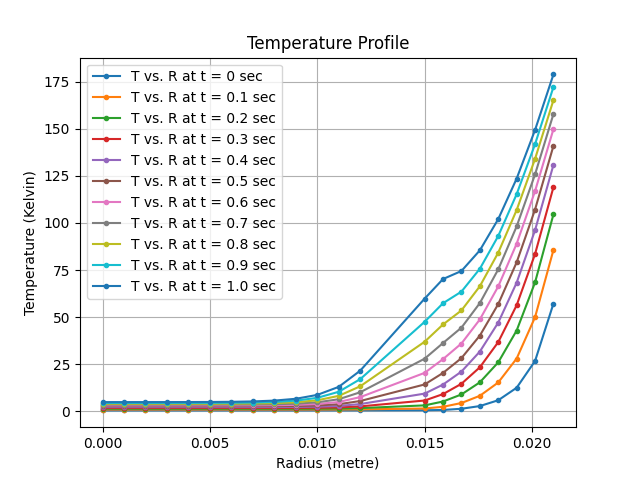 Temperature Profile
T vs. R at t = 0 sec
T vs. R at t = 0.1 sec
T vs. R at t = 0.2 sec
T vs. R at t = 0.3 sec
T vs. R at t = 0.4 sec
T vs. R at t = 0.5 sec
T vs. R at t = 0.6 sec
T vs. R at t = 0.7 sec
T vs. R at t = 0.8 sec
T vs. R at t = 0.9 sec
T vs. R at t = 1.0 sec
Temperature (Kelvin)
175
150
125
100
75
50
25
0
0.000 0.005 0.010 0.015 0.020
Radius (metre)